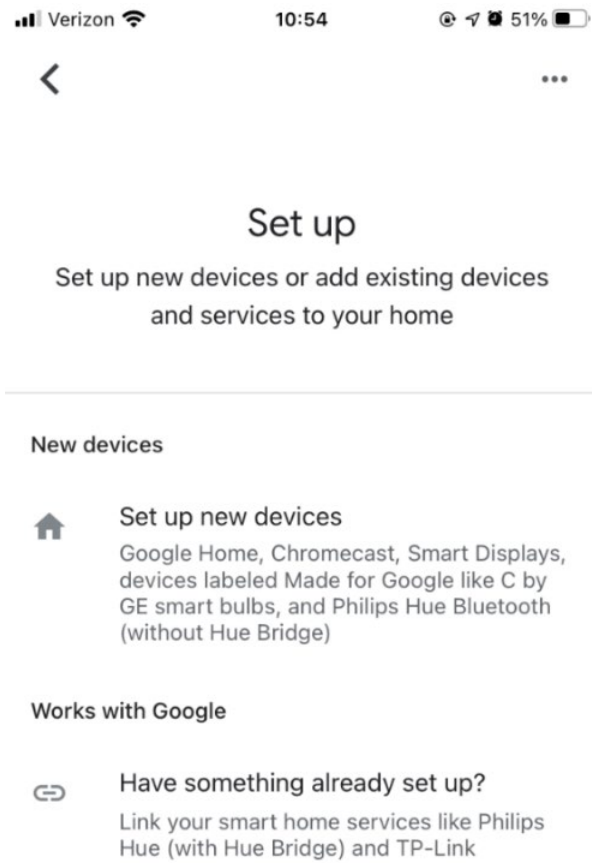 Verizon 10:54 51%
Set up
Set up new devices or add existing devices
and services to your home
New devices
Set up new devices
Google Home, Chromecast, Smart Displays,
devices labeled Made for Google like C by
GE smart bulbs, and Philips Hue Bluetooth
(without Hue Bridge)
Works with Google
Have something already set up?
Link your smart home services like Philips
Hue (with Hue Bridge) and TP-Link